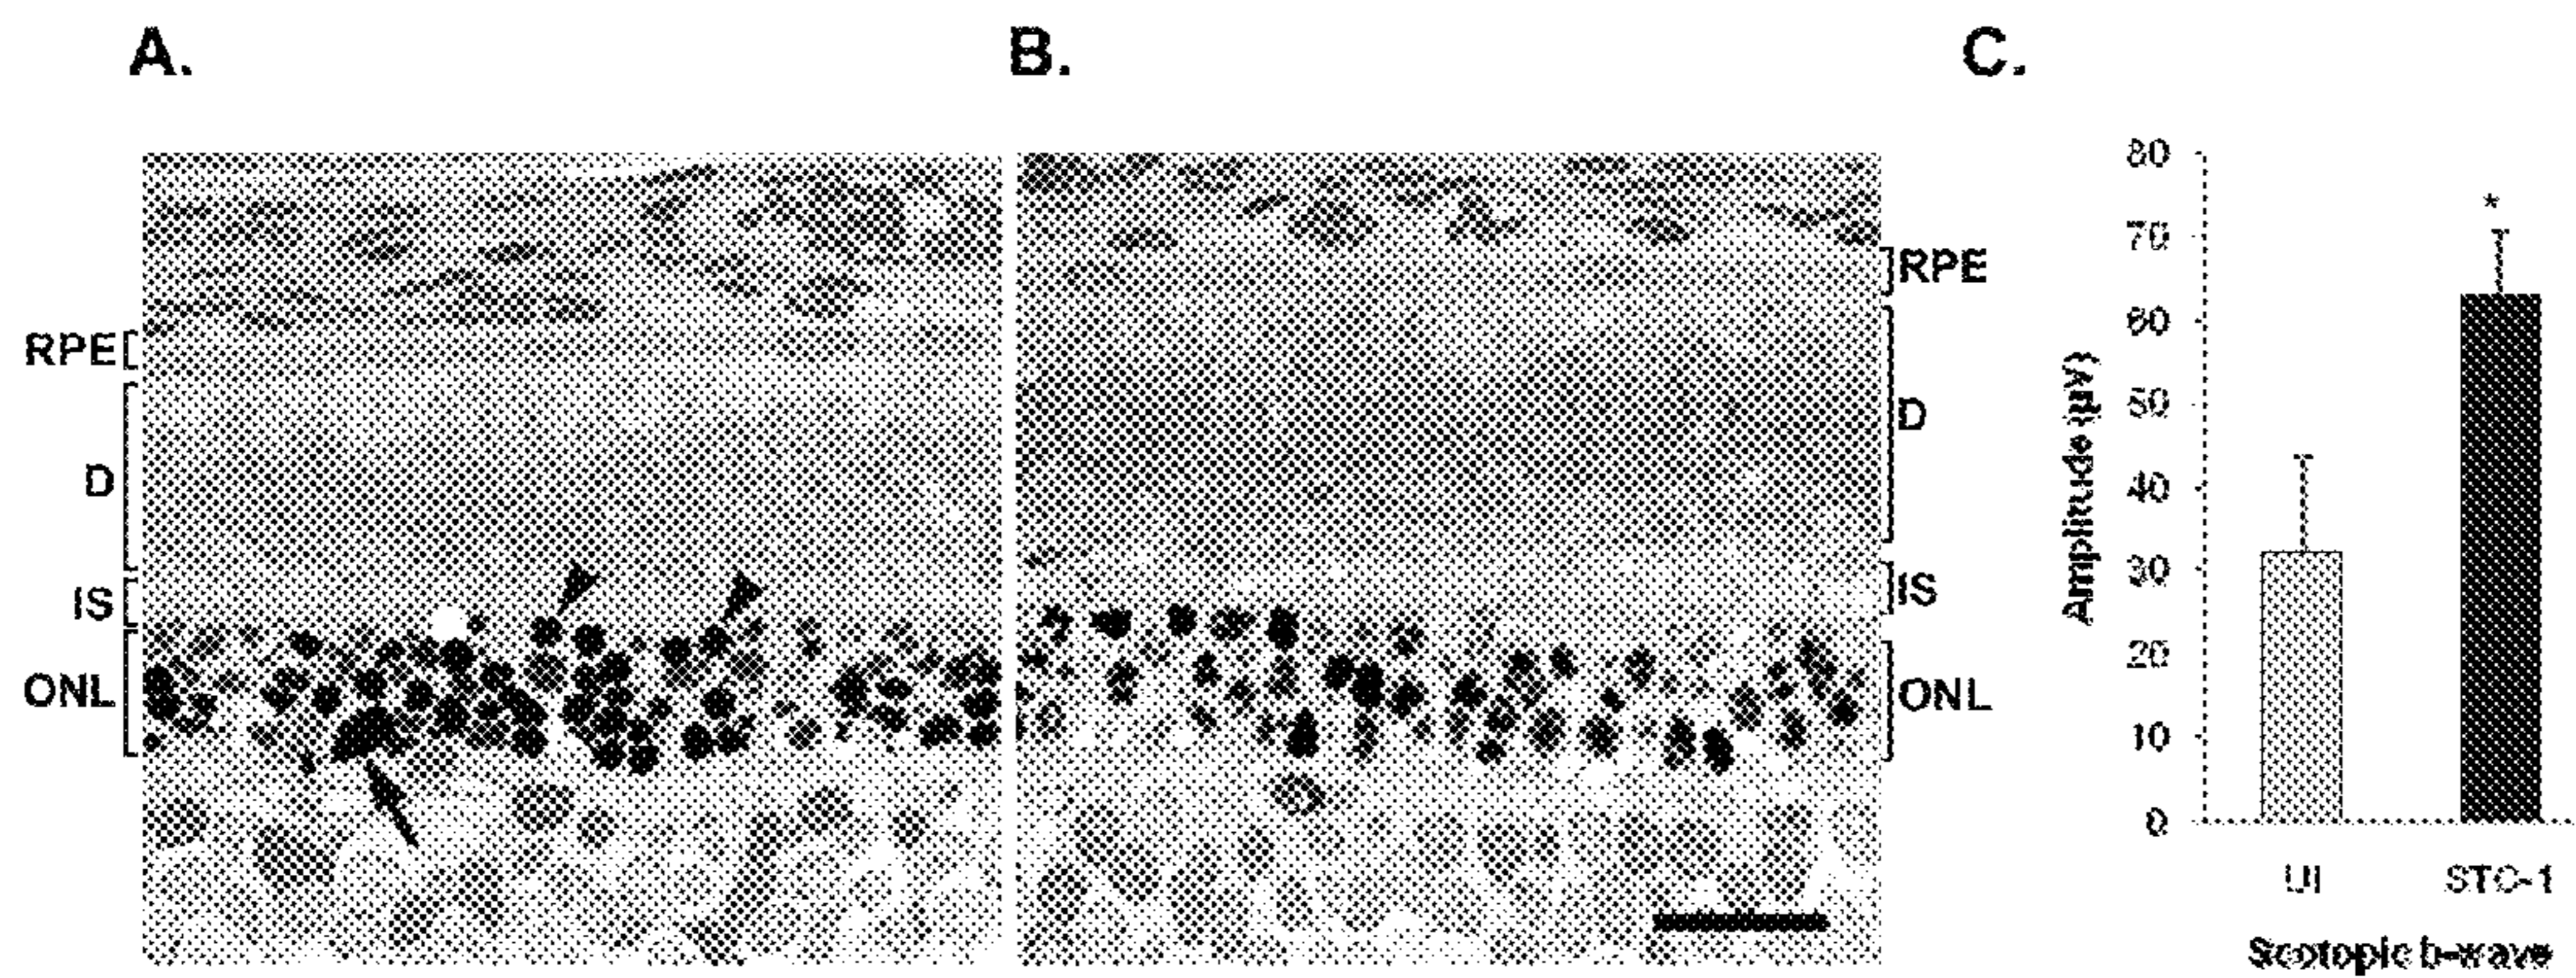 A.
B.
C.
RPE
D
IS
ONL
RPE
D
IS
ONL
80
70
60
50
40
30
20
10
0
Amplitude (µV)
*
UI
STC-1
Scotopic b-wave